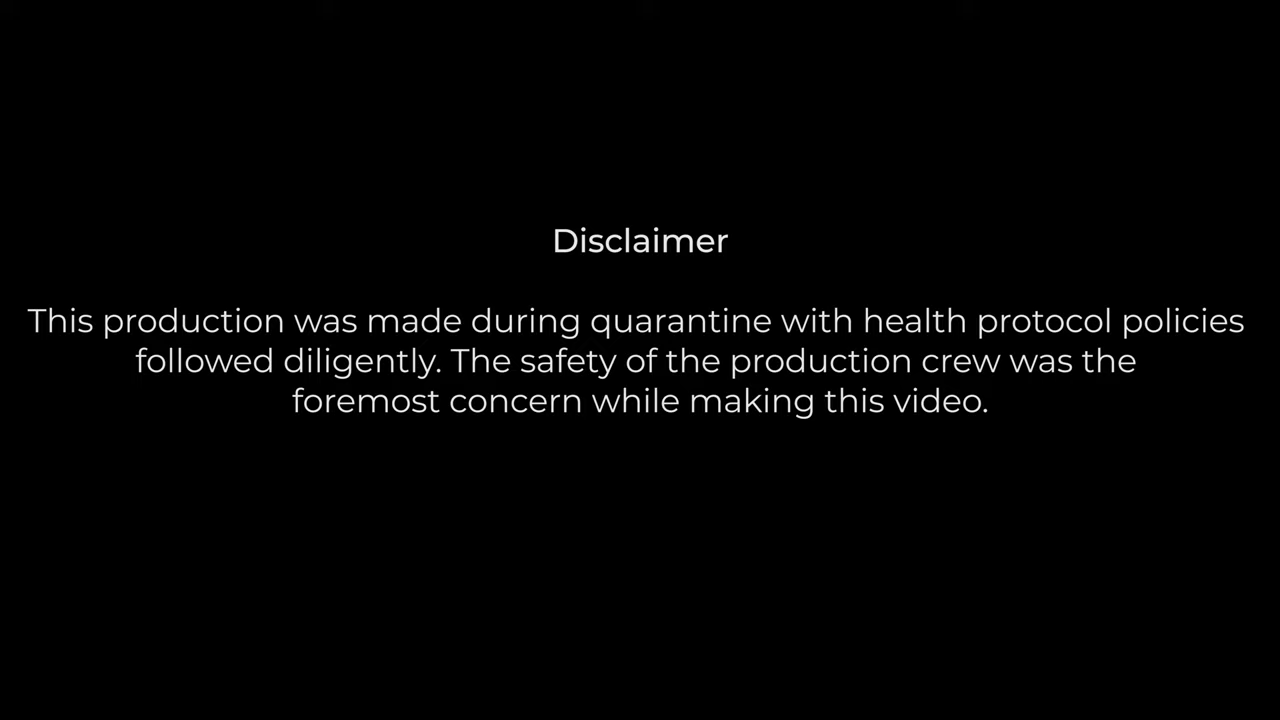 Disclaimer
This production was made during quarantine with health protocol policies
followed diligently. The safety of the production crew was the
foremost concern while making this video.